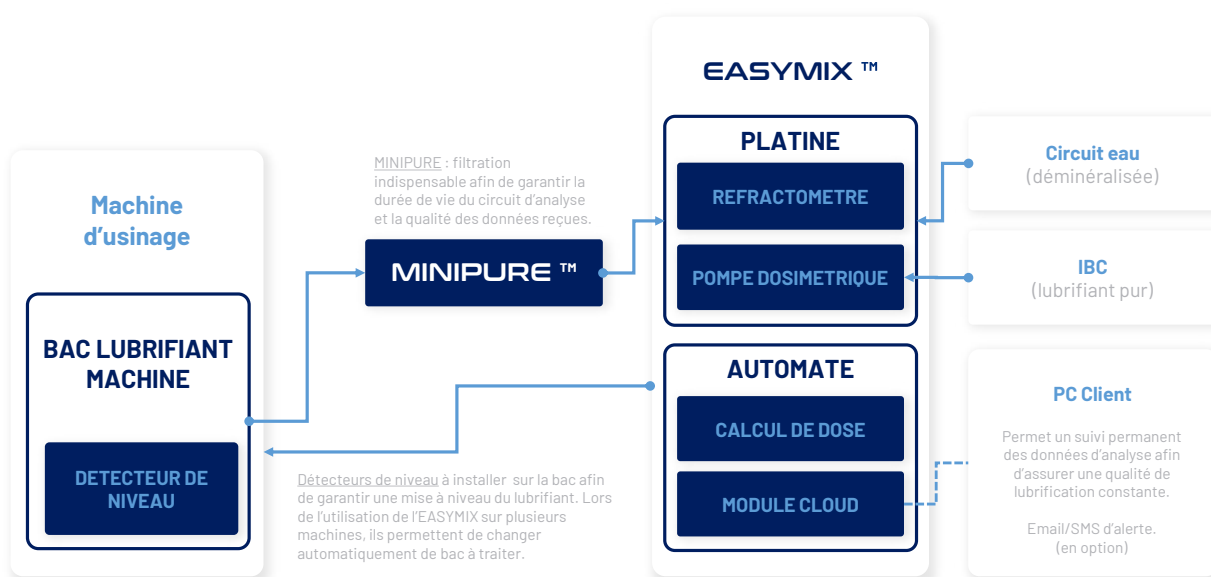 Machine
d’usinage
BAC LUBRIFIANT
MACHINE
DETECTEUR DE
NIVEAU
MINIPURE : filtration
indispensable afin de garantir la
durée de vie du circuit d’analyse
et la qualité des données reçues.
MINIPURE ™
Détecteurs de niveau à installer sur la bac afin
de garantir une mise à niveau du lubrifiant. Lors
de l’utilisation de l’EASYMIX sur plusieurs
machines, ils permettent de changer
automatiquement de bac à traiter.
EASYMIX ™
PLATINE
REFRACTOMETRE
POMPE DOSIMETRIQUE
AUTOMATE
CALCUL DE DOSE
MODULE CLOUD
Circuit eau
(déminéralisée)
IBC
(lubrifiant pur)
PC Client
Permet un suivi permanent
des données d’analyse afin
d’assurer une qualité de
lubrification constante.
Email/SMS d’alerte.
(en option)